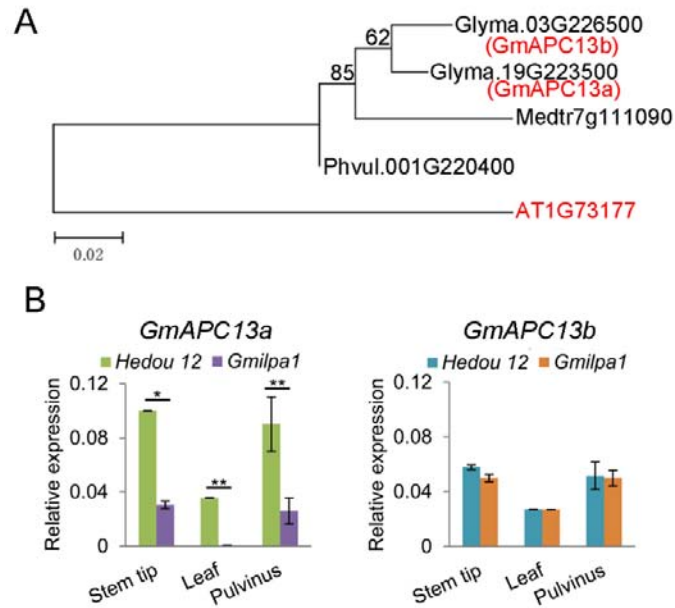 A
Glyma.03G226500
(GmAPC13b)
62
Glyma.19G223500
(GmAPC13a)
85
Medtr7g111090
Phvul.001G220400
AT1G73177
0.02
B
GmAPC13a
Hedou 12 Gmilpa1
Relative expression
0.12
0.08
0.04
0
* ** **
Stem tip Leaf Pulvinus
GmAPC13b
Hedou 12 Gmilpa1
Relative expression
0.12
0.08
0.04
0
Stem tip Leaf Pulvinus